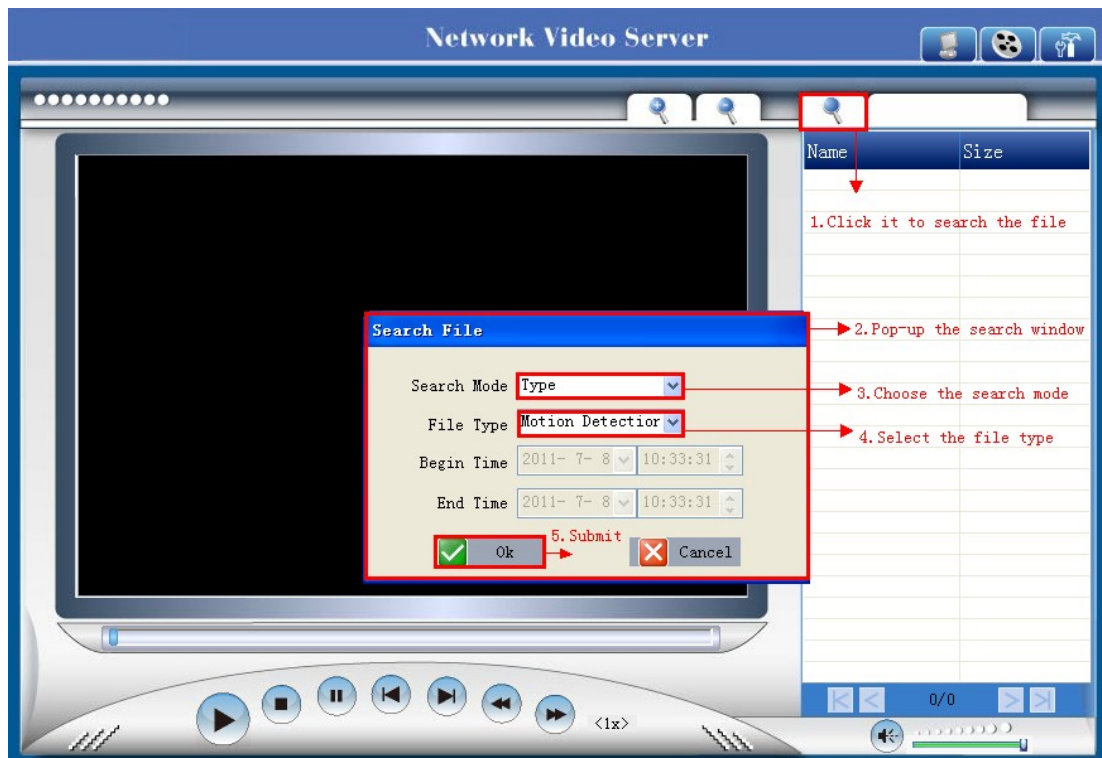 Network Video Server
Name Size
1.Click it to search the file
Search File
2.Pop-up the search window
Search Mode Type
3.Choose the search mode
File Type Motion Detectior
4.Select the file type
Begin Time 2011- 7- 8 10:33:31
End Time 2011- 7- 8 10:33:31
5.Submit
Ok Cancel
0/0
<1x>